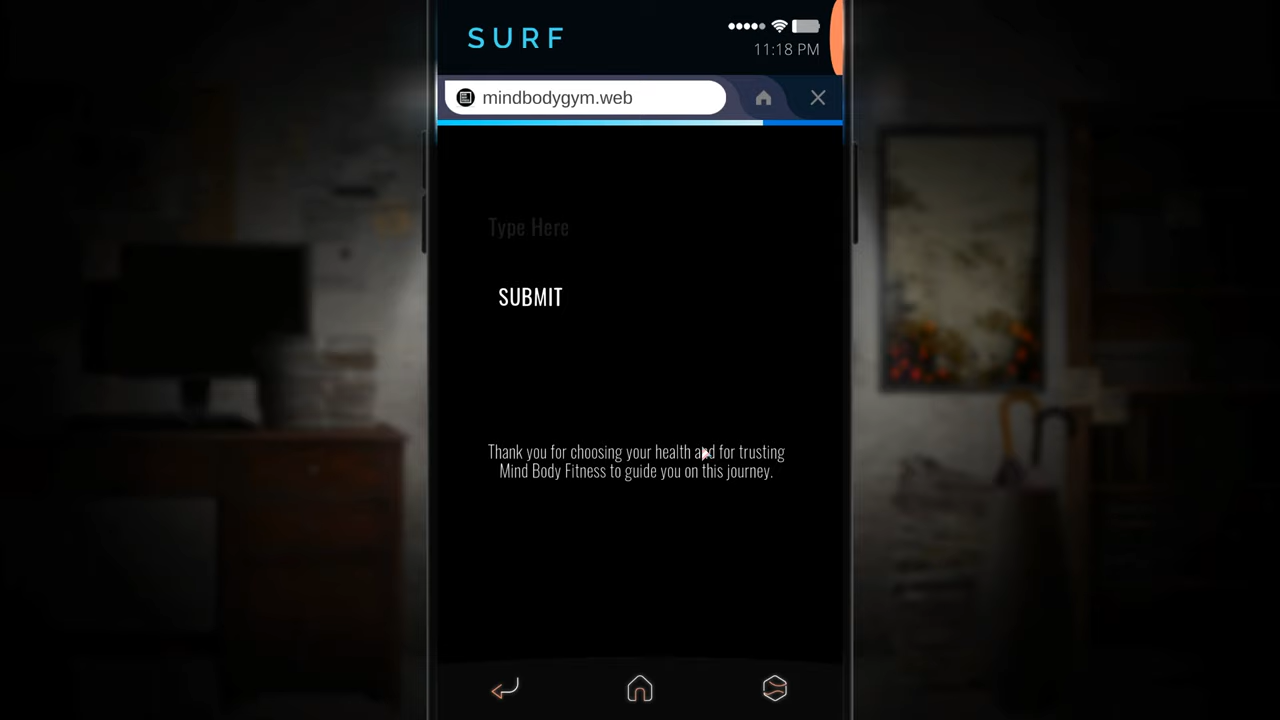 SURF
11:18 PM
mindbodygym.web
Type Here
SUBMIT
Thank you for choosing your health and for trusting
Mind Body Fitness to guide you on this journey.